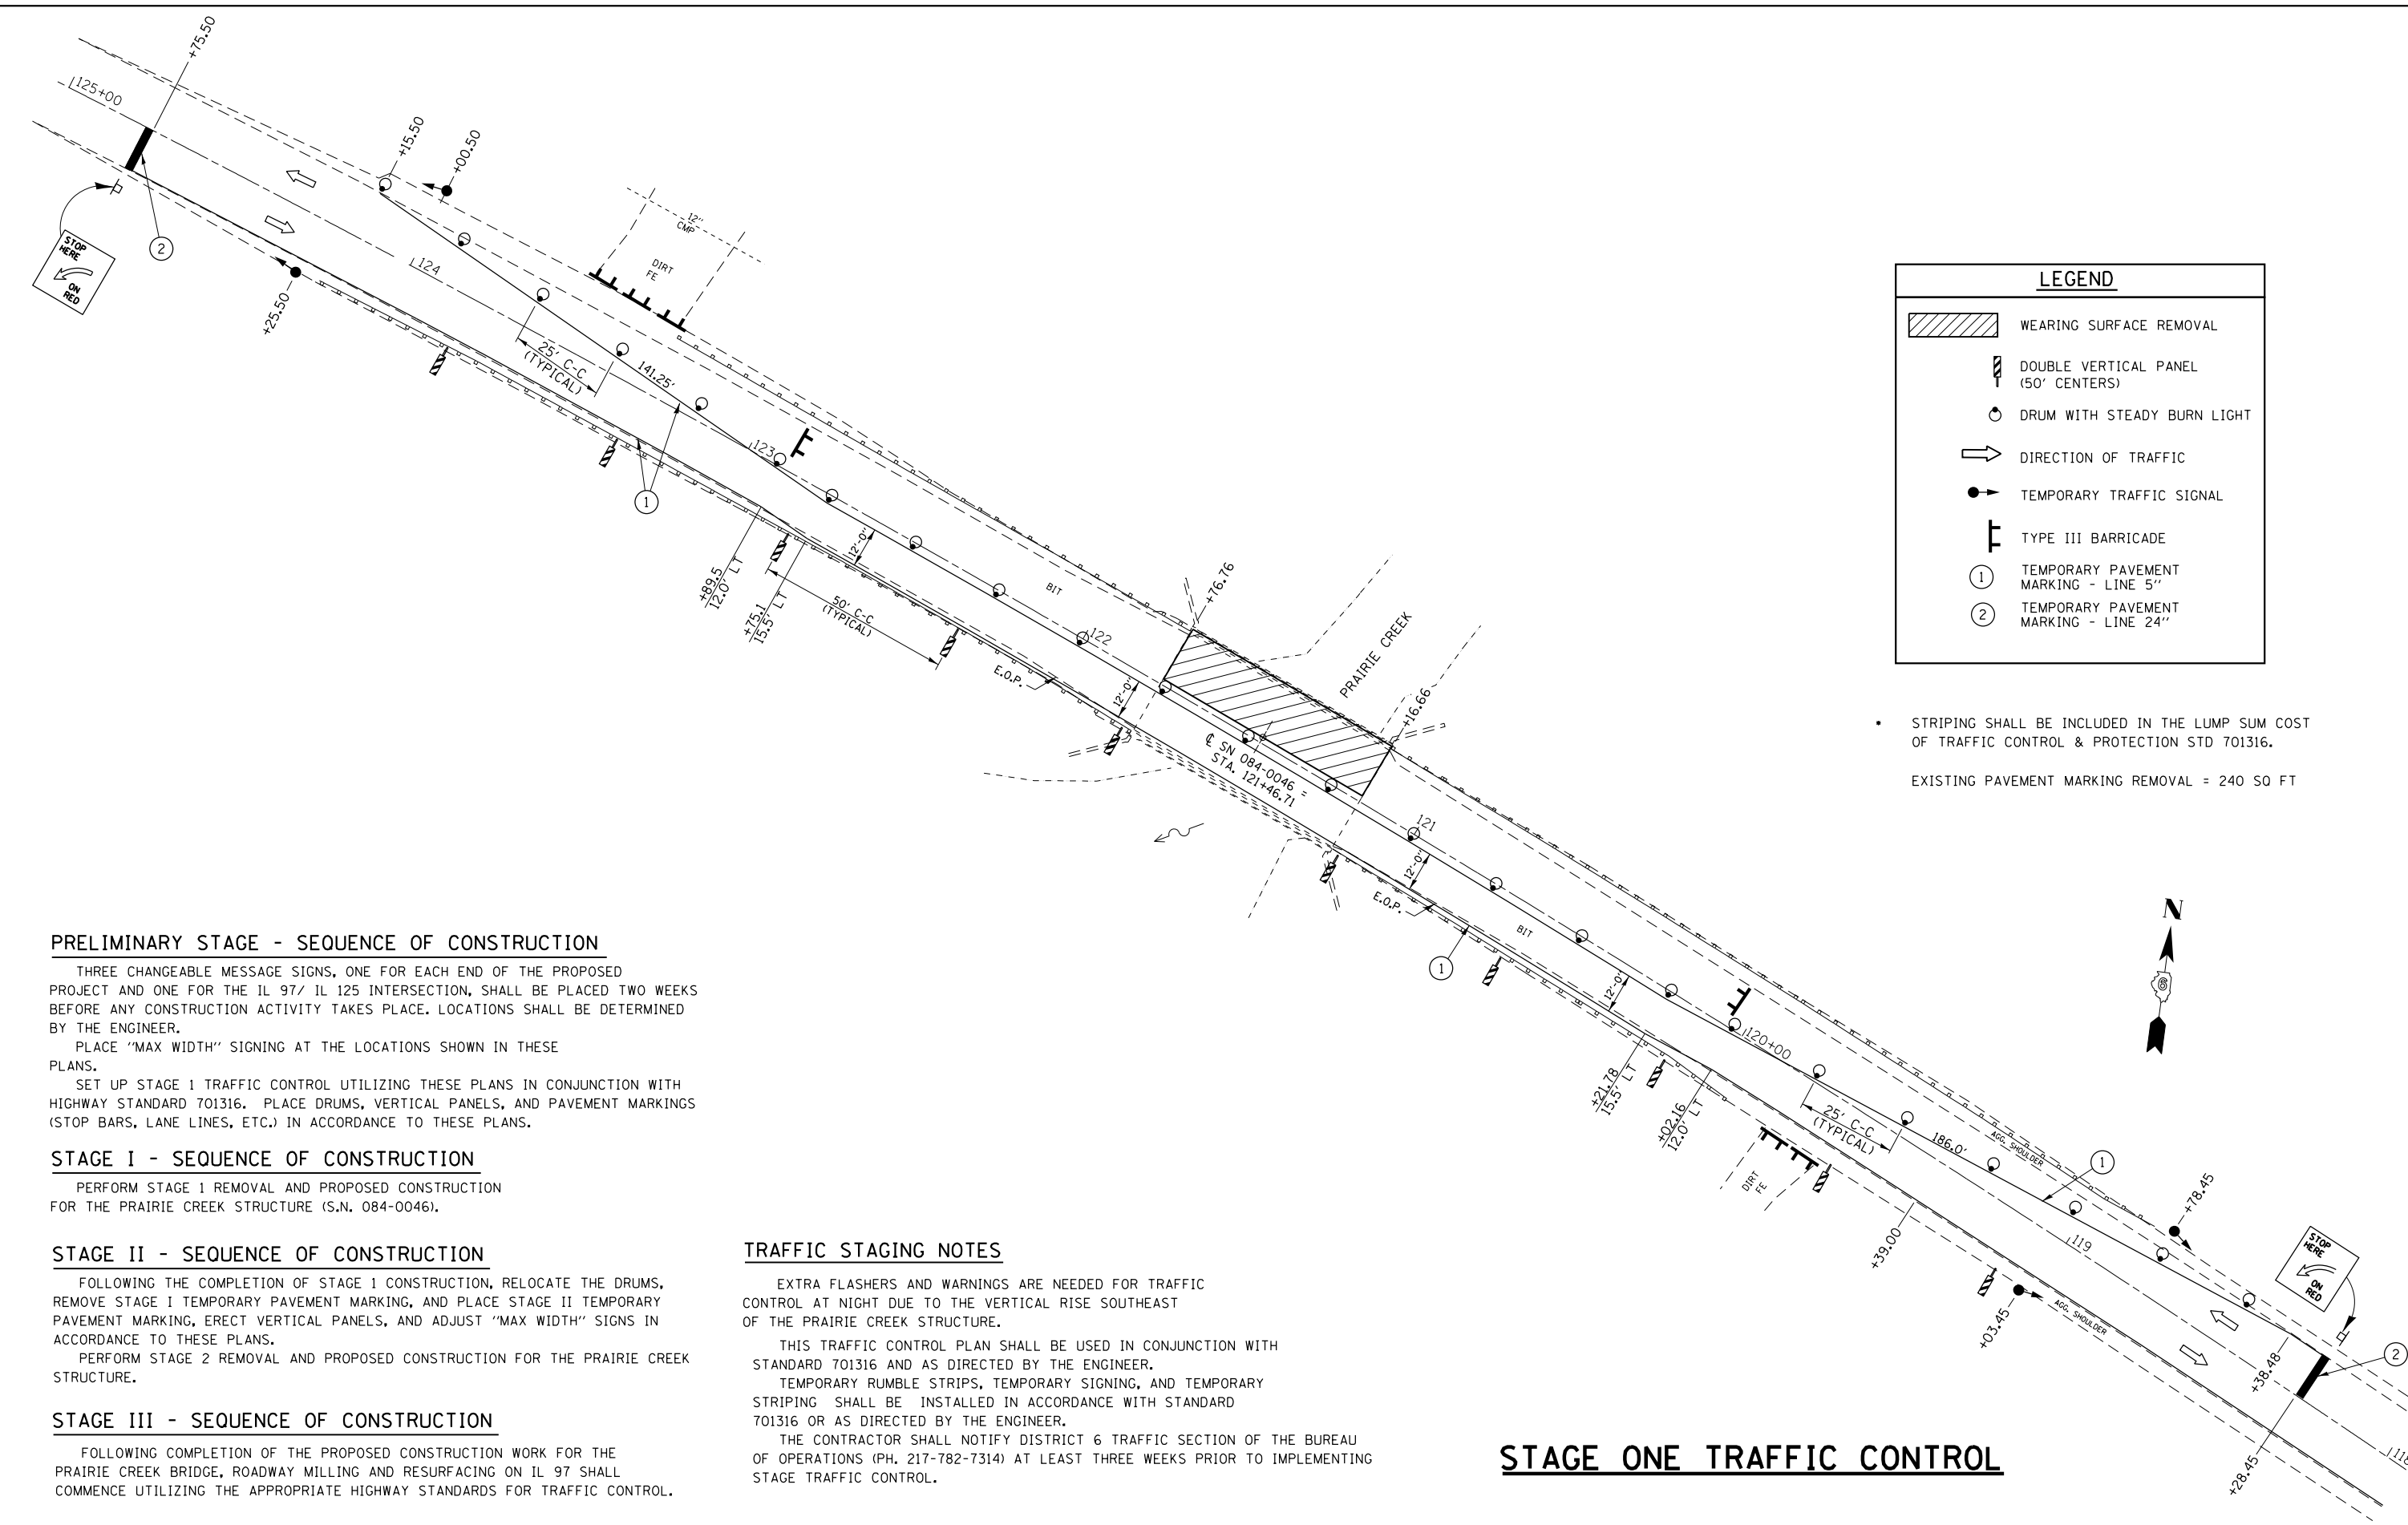 +75.50
125+00
+15.50
+00.50
STOP
HERE
ON
RED
2
124
12''
CMP
DIRT
FE
+25.50
25' C-C
(TYPICAL)
141.25'
123
1
12'-0''
+89.5
12.0' LT
+75.1
15.5' LT
50' C-C
(TYPICAL)
BIT
122
+76.76
PRAIRIE CREEK
12'-0''
E.O.P.
+16.66
℄ SN 084-0046 =
STA. 121+46.71
121
12'-0''
E.O.P.
1
BIT
12'-0''
120+00
+21.78
15.5' LT
+02.16
12.0' LT
25' C-C
(TYPICAL)
186.0'
AGG. SHOULDER
1
DIRT
FE
+39.00
119
+78.45
STOP
HERE
ON
RED
+03.45
AGG. SHOULDER
+38.48
2
+28.45
118
LEGEND
WEARING SURFACE REMOVAL
DOUBLE VERTICAL PANEL
(50' CENTERS)
DRUM WITH STEADY BURN LIGHT
DIRECTION OF TRAFFIC
TEMPORARY TRAFFIC SIGNAL
TYPE III BARRICADE
1 TEMPORARY PAVEMENT
MARKING - LINE 5''
2 TEMPORARY PAVEMENT
MARKING - LINE 24''
• STRIPING SHALL BE INCLUDED IN THE LUMP SUM COST
OF TRAFFIC CONTROL & PROTECTION STD 701316.
EXISTING PAVEMENT MARKING REMOVAL = 240 SQ FT
N
6
PRELIMINARY STAGE - SEQUENCE OF CONSTRUCTION
THREE CHANGEABLE MESSAGE SIGNS, ONE FOR EACH END OF THE PROPOSED
PROJECT AND ONE FOR THE IL 97/ IL 125 INTERSECTION, SHALL BE PLACED TWO WEEKS
BEFORE ANY CONSTRUCTION ACTIVITY TAKES PLACE. LOCATIONS SHALL BE DETERMINED
BY THE ENGINEER.
PLACE ''MAX WIDTH'' SIGNING AT THE LOCATIONS SHOWN IN THESE
PLANS.
SET UP STAGE 1 TRAFFIC CONTROL UTILIZING THESE PLANS IN CONJUNCTION WITH
HIGHWAY STANDARD 701316. PLACE DRUMS, VERTICAL PANELS, AND PAVEMENT MARKINGS
(STOP BARS, LANE LINES, ETC.) IN ACCORDANCE TO THESE PLANS.
STAGE I - SEQUENCE OF CONSTRUCTION
PERFORM STAGE 1 REMOVAL AND PROPOSED CONSTRUCTION
FOR THE PRAIRIE CREEK STRUCTURE (S.N. 084-0046).
STAGE II - SEQUENCE OF CONSTRUCTION
FOLLOWING THE COMPLETION OF STAGE 1 CONSTRUCTION, RELOCATE THE DRUMS,
REMOVE STAGE I TEMPORARY PAVEMENT MARKING, AND PLACE STAGE II TEMPORARY
PAVEMENT MARKING, ERECT VERTICAL PANELS, AND ADJUST ''MAX WIDTH'' SIGNS IN
ACCORDANCE TO THESE PLANS.
PERFORM STAGE 2 REMOVAL AND PROPOSED CONSTRUCTION FOR THE PRAIRIE CREEK
STRUCTURE.
STAGE III - SEQUENCE OF CONSTRUCTION
FOLLOWING COMPLETION OF THE PROPOSED CONSTRUCTION WORK FOR THE
PRAIRIE CREEK BRIDGE, ROADWAY MILLING AND RESURFACING ON IL 97 SHALL
COMMENCE UTILIZING THE APPROPRIATE HIGHWAY STANDARDS FOR TRAFFIC CONTROL.
TRAFFIC STAGING NOTES
EXTRA FLASHERS AND WARNINGS ARE NEEDED FOR TRAFFIC
CONTROL AT NIGHT DUE TO THE VERTICAL RISE SOUTHEAST
OF THE PRAIRIE CREEK STRUCTURE.
THIS TRAFFIC CONTROL PLAN SHALL BE USED IN CONJUNCTION WITH
STANDARD 701316 AND AS DIRECTED BY THE ENGINEER.
TEMPORARY RUMBLE STRIPS, TEMPORARY SIGNING, AND TEMPORARY
STRIPING SHALL BE INSTALLED IN ACCORDANCE WITH STANDARD
701316 OR AS DIRECTED BY THE ENGINEER.
THE CONTRACTOR SHALL NOTIFY DISTRICT 6 TRAFFIC SECTION OF THE BUREAU
OF OPERATIONS (PH. 217-782-7314) AT LEAST THREE WEEKS PRIOR TO IMPLEMENTING
STAGE TRAFFIC CONTROL.
STAGE ONE TRAFFIC CONTROL